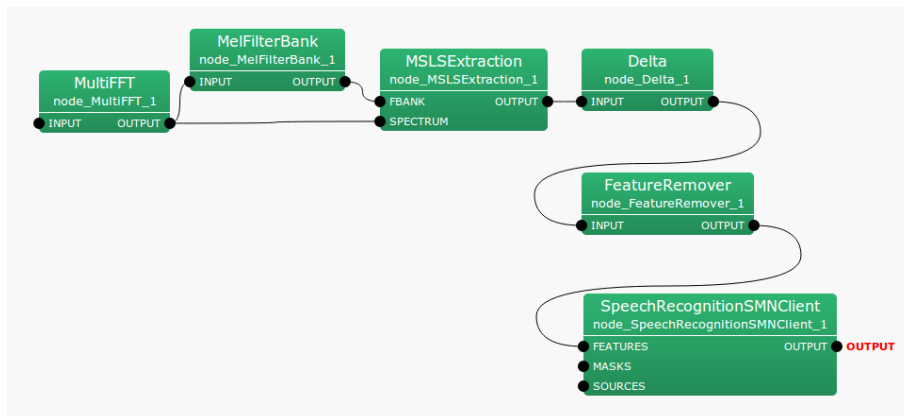 MultiFFT
node_MultiFFT_1
INPUT OUTPUT
MelFilterBank
node_MelFilterBank_1
INPUT OUTPUT
MSLSExtraction
node_MSLSExtraction_1
FBANK OUTPUT
SPECTRUM
Delta
node_Delta_1
INPUT OUTPUT
FeatureRemover
node_FeatureRemover_1
INPUT OUTPUT
SpeechRecognitionSMNClient
node_SpeechRecognitionSMNClient_1
FEATURES OUTPUT OUTPUT
MASKS
SOURCES